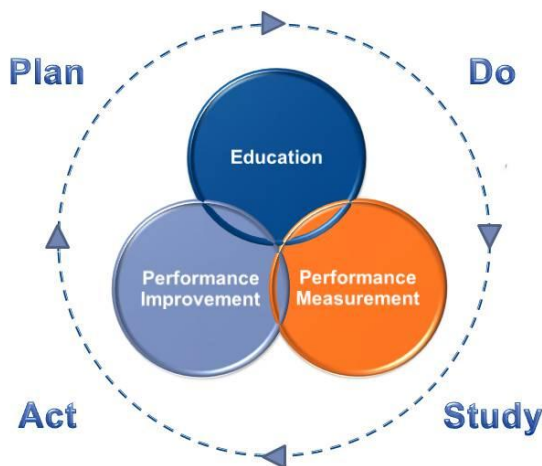 Plan
Do
Education
Performance
Improvement
Performance
Measurement
Act
Study